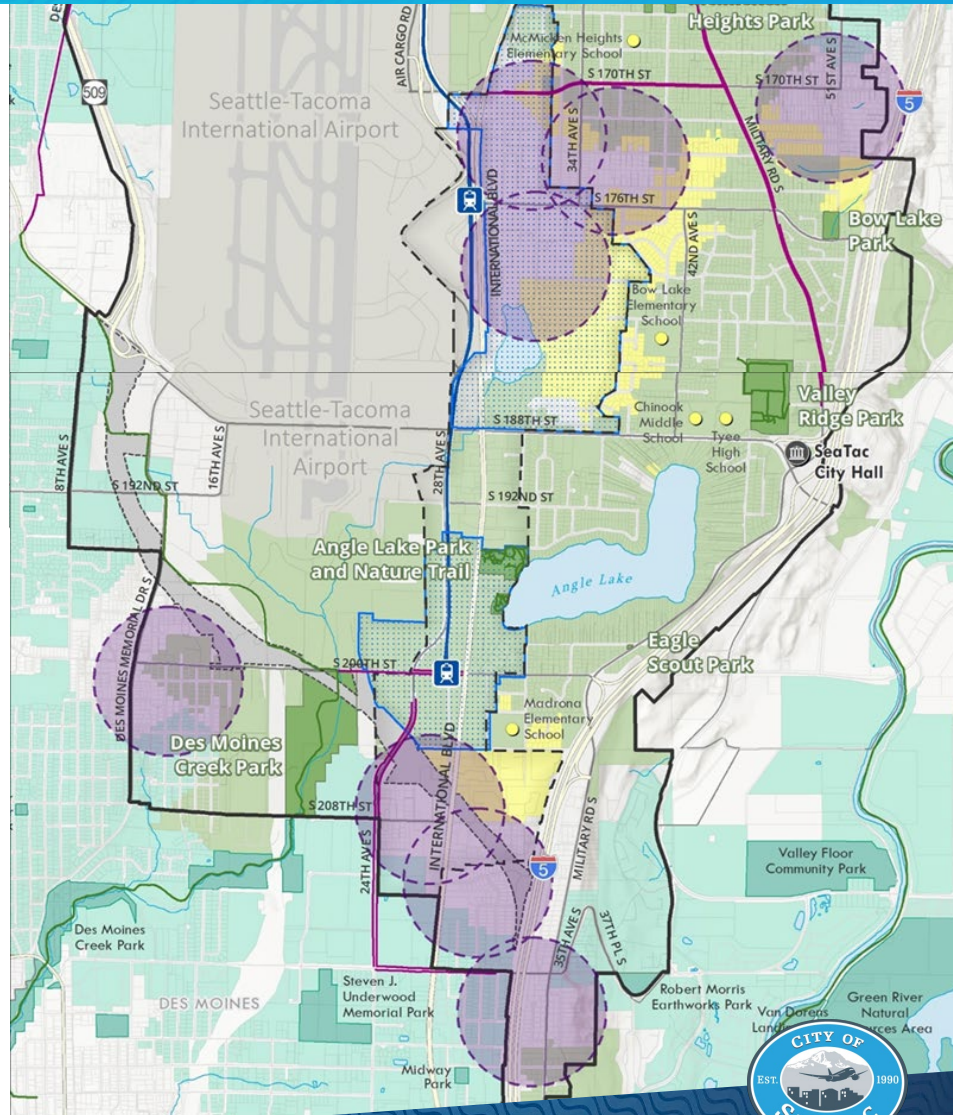 Heights Park
McMicken Heights
Elementary School
AIR CARGO RD
S 170TH ST
S 170TH ST
51ST AVE S
509
5
Seattle-Tacoma
International Airport
34TH AVE S
MILITARY RD S
INTERNATIONAL BLVD
S 176TH ST
42ND AVE S
Bow Lake
Park
Bow Lake
Elementary
School
Seattle-Tacoma
International
Airport
S 188TH ST
Chinook
Middle
School
Tyee
High
School
Valley
Ridge Park
SeaTac
City Hall
8TH AVE S
16TH AVE S
28TH AVE S
S 192ND ST
S 192ND ST
Angle Lake Park
and Nature Trail
Angle Lake
DES MOINES MEMORIAL DR S
S 200TH ST
Eagle
Scout Park
Madrona
Elementary
School
Des Moines
Creek Park
S 208TH ST
24TH AVE S
INTERNATIONAL BLVD
MILITARY RD S
5
Valley Floor
Community Park
35TH AVE S
37TH PL S
Des Moines
Creek Park
DES MOINES
Steven J.
Underwood
Memorial Park
Robert Morris
Earthworks Park
Van Dorens
Green River
Natural
Area
Midway
Park
CITY OF
EST.
1990